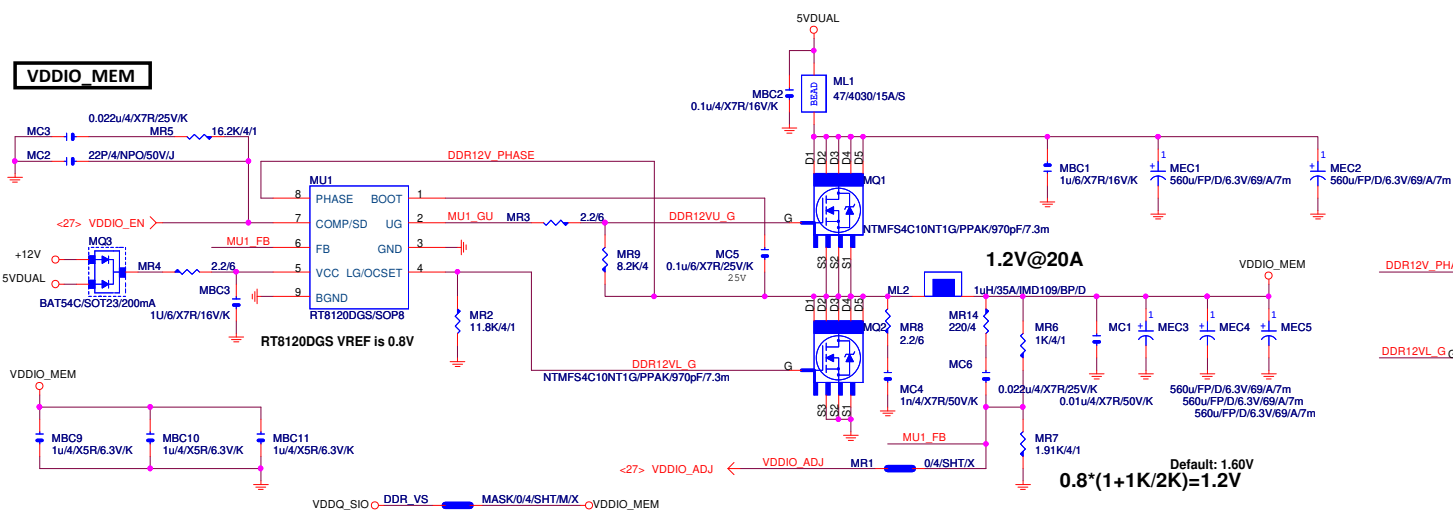 5VDUAL
VDDIO_MEM
MBC2
0.1u/4/X7R/16V/K
BEAD
ML1
47/4030/15A/S
0.022u/4/X7R/25V/K
MC3
MR5
16.2K/4/1
MC2
22P/4/NPO/50V/J
DDR12V_PHASE
D1
D2
D3
D4
D5
MBC1
1u/6/X7R/16V/K
1
MEC1
560u/FP/D/6.3V/69/A/7m
1
MEC2
560u/FP/D/6.3V/69/A/7m
MU1
MQ1
8
PHASE
BOOT
1
<27> VDDIO_EN
7
COMP/SD
UG
2
MU1_GU
MR3
2.2/6
DDR12VU_G
G
NTMFS4C10NT1G/PPAK/970pF/7.3m
MU1_FB
6
FB
GND
3
MQ3
+12V
5VDUAL
MR4
2.2/6
5
VCC
LG/OCSET
4
MR9
8.2K/4
MC5
0.1u/6/X7R/25V/K
25V
S3
S2
S1
1.2V@20A
VDDIO_MEM
DDR12V_PHA
BAT54C/SOT23/200mA
MBC3
1U/6/X7R/16V/K
9
BGND
RT8120DGS/SOP8
ML2
1uH/35A/IMD109/BP/D
D1
D2
D3
D4
D5
MR2
11.8K/4/1
RT8120DGS VREF is 0.8V
MQ2
MR8
2.2/6
MR14
220/4
MR6
1K/4/1
MC1
1
MEC3
1
MEC4
1
MEC5
DDR12VL_G
G
NTMFS4C10NT1G/PPAK/970pF/7.3m
DDR12VL_G
MC6
VDDIO_MEM
MC4
1n/4/X7R/50V/K
0.022u/4/X7R/25V/K
0.01u/4/X7R/50V/K
560u/FP/D/6.3V/69/A/7m
560u/FP/D/6.3V/69/A/7m
560u/FP/D/6.3V/69/A/7m
S3
S2
S1
MBC9
1u/4/X5R/6.3V/K
MBC10
1u/4/X5R/6.3V/K
MBC11
1u/4/X5R/6.3V/K
MU1_FB
MR7
1.91K/4/1
<27> VDDIO_ADJ
VDDIO_ADJ
MR1
0/4/SHT/X
Default: 1.60V
0.8*(1+1K/2K)=1.2V
VDDQ_SIO
DDR_VS
MASK/0/4/SHT/M/X
VDDIO_MEM